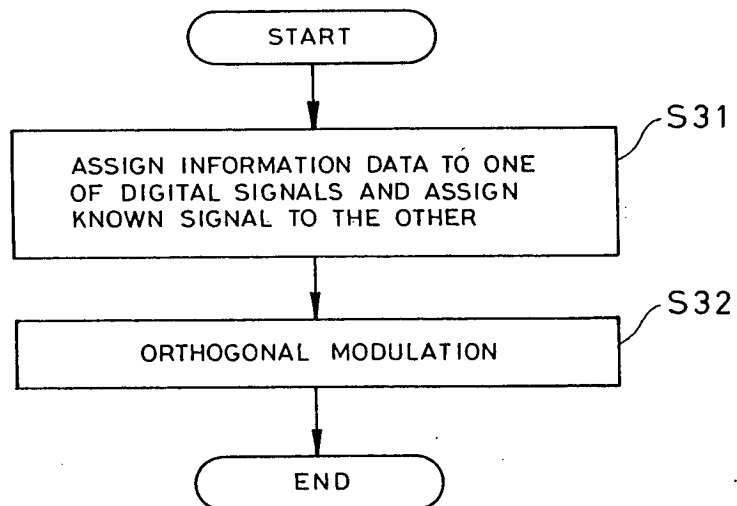 START
S31
ASSIGN INFORMATION DATA TO ONE
OF DIGITAL SIGNALS AND ASSIGN
KNOWN SIGNAL TO THE OTHER
S32
ORTHOGONAL MODULATION
END